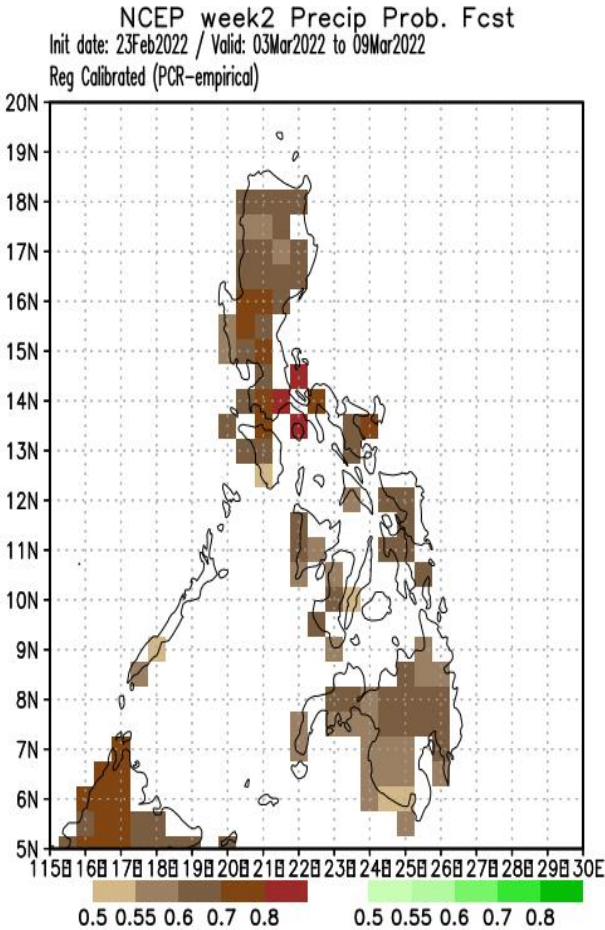 NCEP week2 Precip Prob. Fcst
Init date: 23Feb2022 / Valid: 03Mar2022 to 09Mar2022
Reg Calibrated (PCR-empirical)
20N
19N
18N
17N
16N
15N
14N
13N
12N
11N
10N
9N
8N
7N
6N
5N
115E 116E 117E 118E 119E 120E 121E 122E 123E 124E 125E 126E 127E 128E 129E 130E
0.5 0.55 0.6 0.7 0.8 0.5 0.55 0.6 0.7 0.8